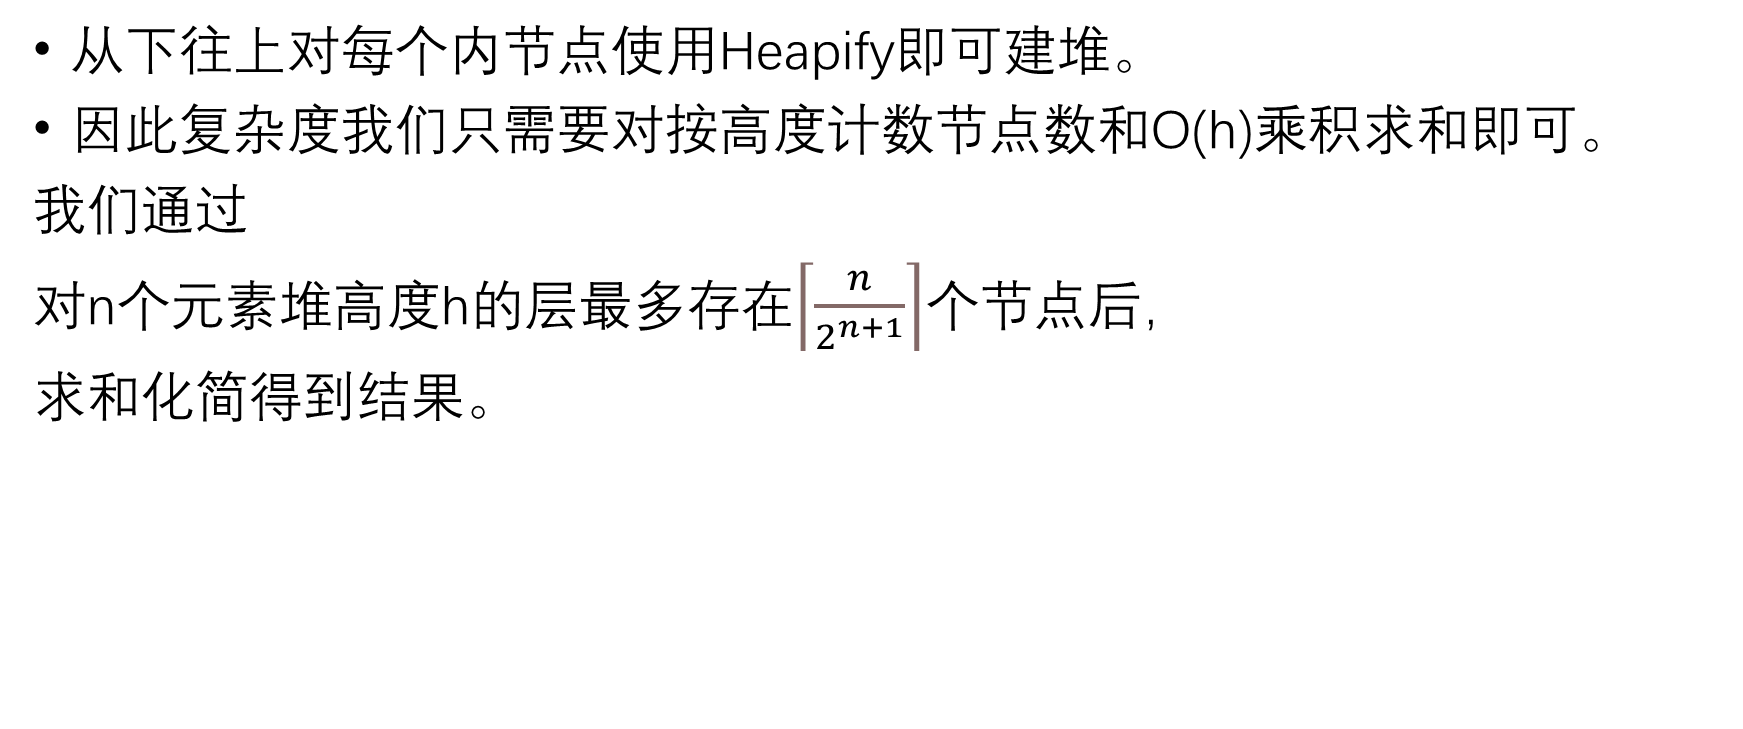 • 从下往上对每个内节点使用Heapify即可建堆。
• 因此复杂度我们只需要对按高度计数节点数和O(h)乘积求和即可。
我们通过
对n个元素堆高度h的层最多存在⌈n/2^{n+1}⌉个节点后,
求和化简得到结果。